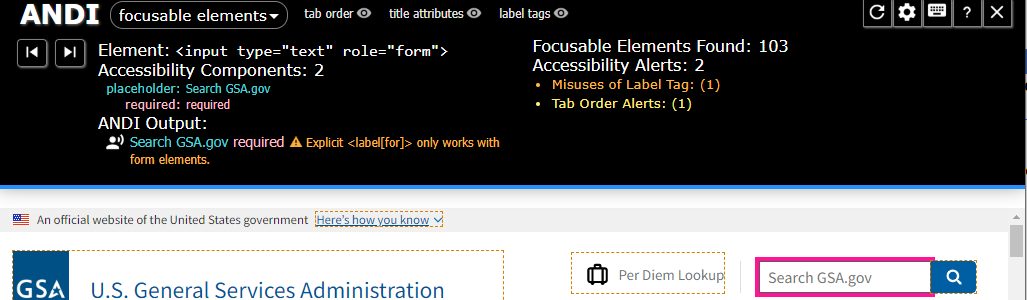 ANDI focusable elements tab order title attributes label tags ?
Element: <input type="text" role="form">
Accessibility Components: 2
placeholder: Search GSA.gov
required: required
ANDI Output:
Search GSA.gov required Explicit <label[for]> only works with
form elements.
Focusable Elements Found: 103
Accessibility Alerts: 2
Misuses of Label Tag: (1)
Tab Order Alerts: (1)
An official website of the United States government Here's how you know
GSA U.S. General Services Administration
Per Diem Lookup
Search GSA.gov